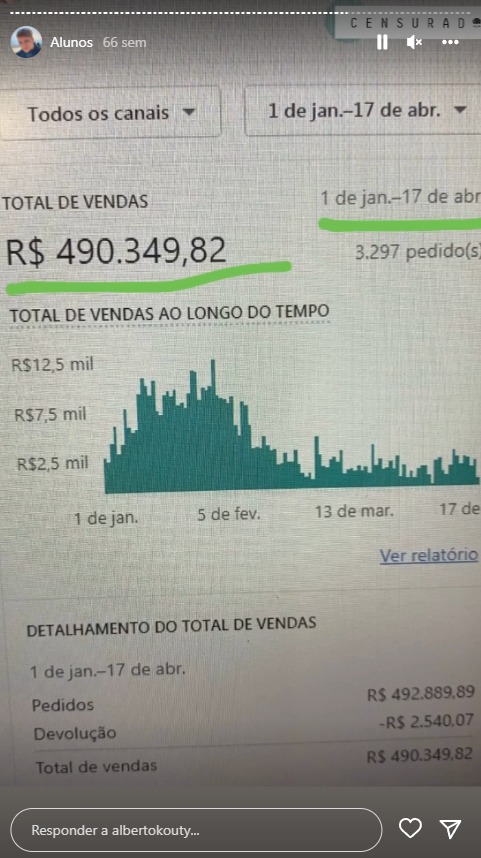 CENSURAD
Alunos 66 sem
Todos os canais
1 de jan.–17 de abr.
TOTAL DE VENDAS
1 de jan.–17 de abr
R$ 490.349,82
3.297 pedido(s)
TOTAL DE VENDAS AO LONGO DO TEMPO
R$12,5 mil
R$7,5 mil
R$2,5 mil
1 de jan. 5 de fev. 13 de mar. 17 de
Ver relatório
DETALHAMENTO DO TOTAL DE VENDAS
1 de jan.–17 de abr.
Pedidos R$ 492.889,89
Devolução -R$ 2.540,07
Total de vendas R$ 490.349,82
Responder a albertokouty...